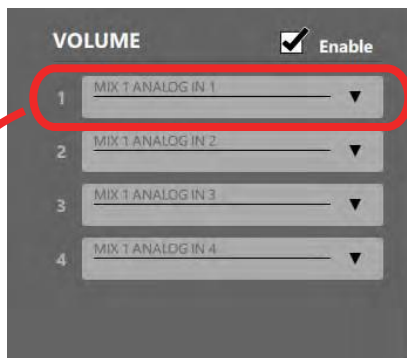 VOLUME Enable
1 MIX 1 ANALOG IN 1
2 MIX 1 ANALOG IN 2
3 MIX 1 ANALOG IN 3
4 MIX 1 ANALOG IN 4